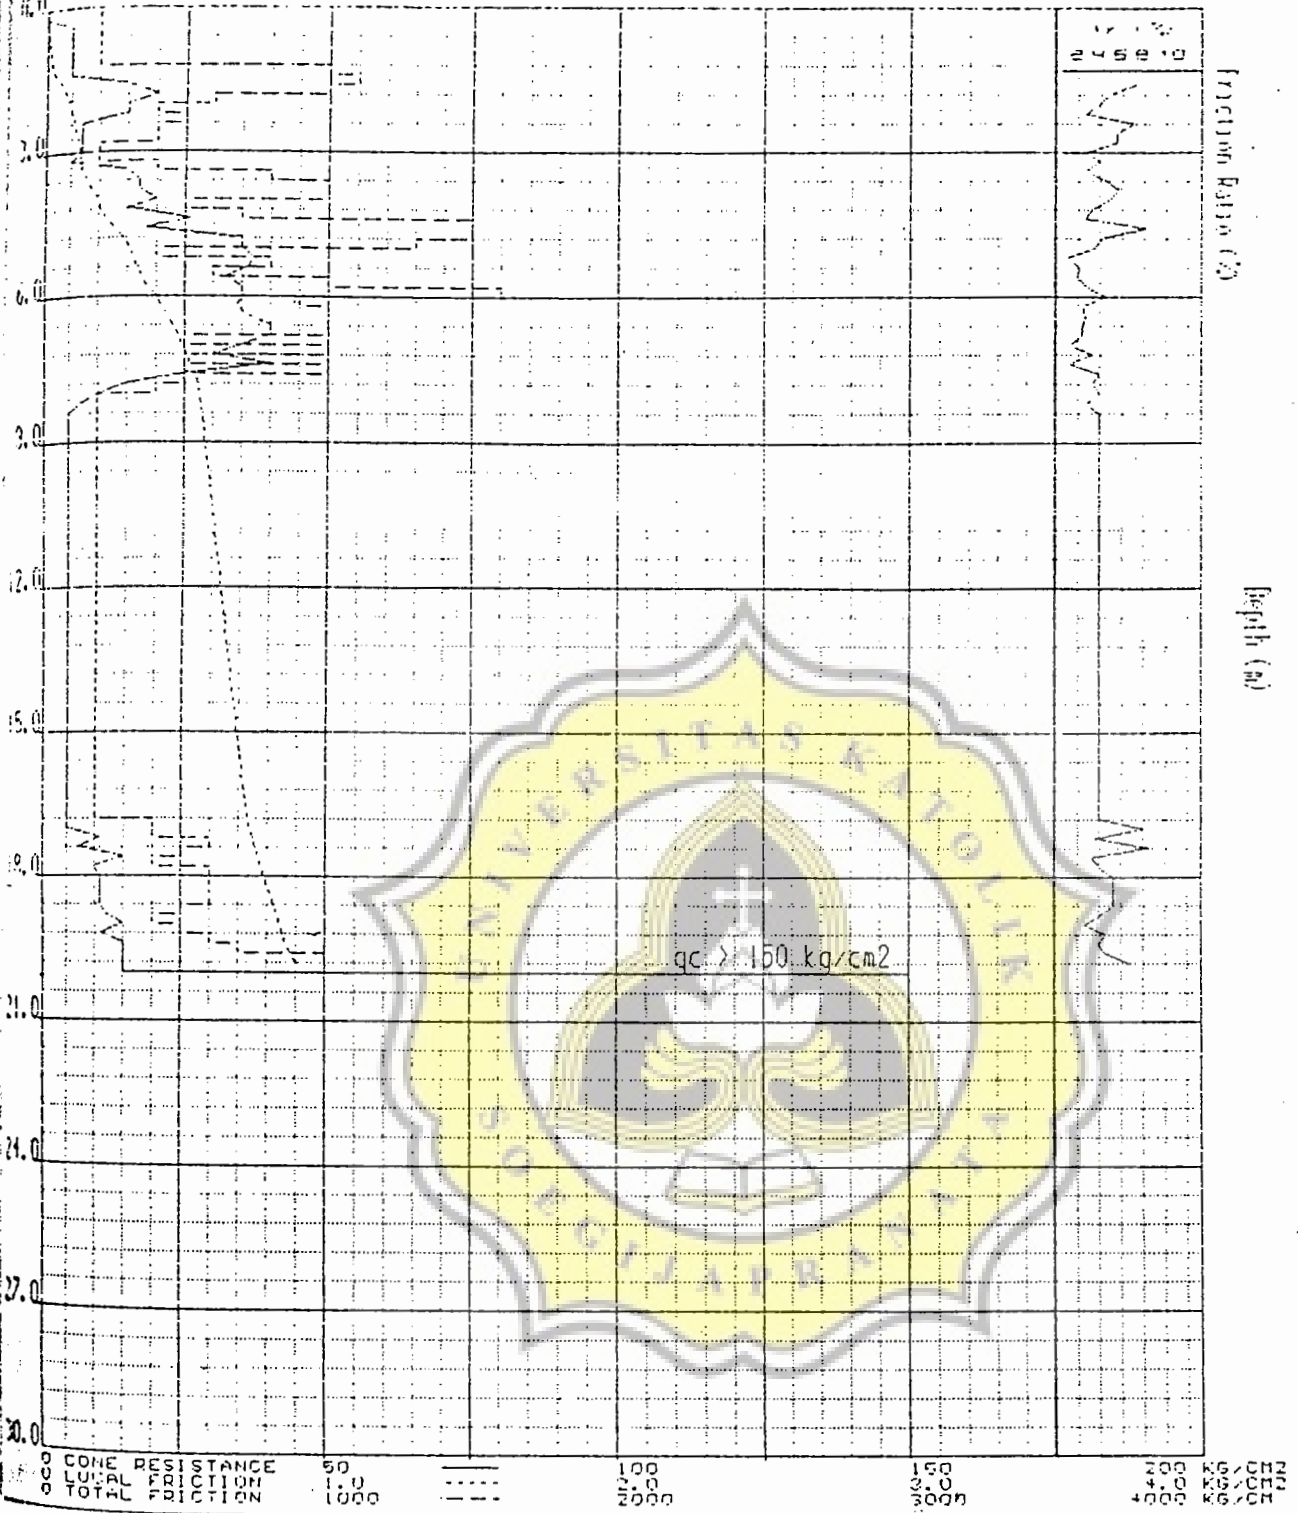 2 4 6 8 10
Friction Ratio (%)
3.0
6.0
9.0
12.0
Depth (m)
15.0
UNIVERSITAS KATOLIK
18.0
qc > 150 kg/cm2
21.0
SOEGIJAPRANATA
24.0
27.0
30.0
0 CONE RESISTANCE 50 100 150 200 KG/CM2
0 LOCAL FRICTION 1.0 2.0 3.0 4.0 KG/CM2
0 TOTAL FRICTION 1000 2000 3000 4000 KG/CM